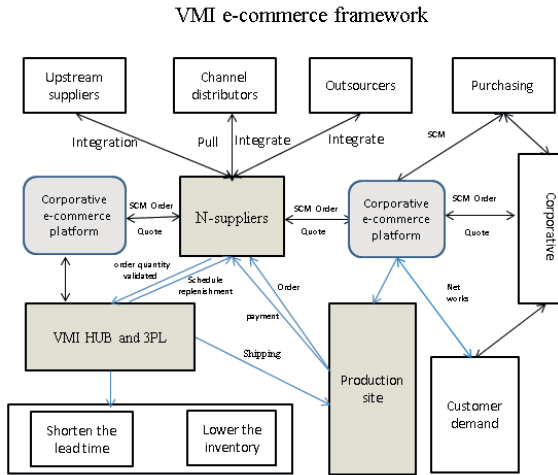 VMI e-commerce framework
Upstream
suppliers
Channel
distributors
Outsourcers
Purchasing
Integration
Pull
Integrate
Integrate
SCM
Corporative
e-commerce
platform
SCM Order
Quote
N-suppliers
SCM Order
Quote
Corporative
e-commerce
platform
SCM Order
Quote
Corporative
order quantity
validated
Schedule
replenishment
Order
payment
Net
works
VMI HUB and 3PL
Shipping
Production
site
Customer
demand
Shorten the
lead time
Lower the
inventory